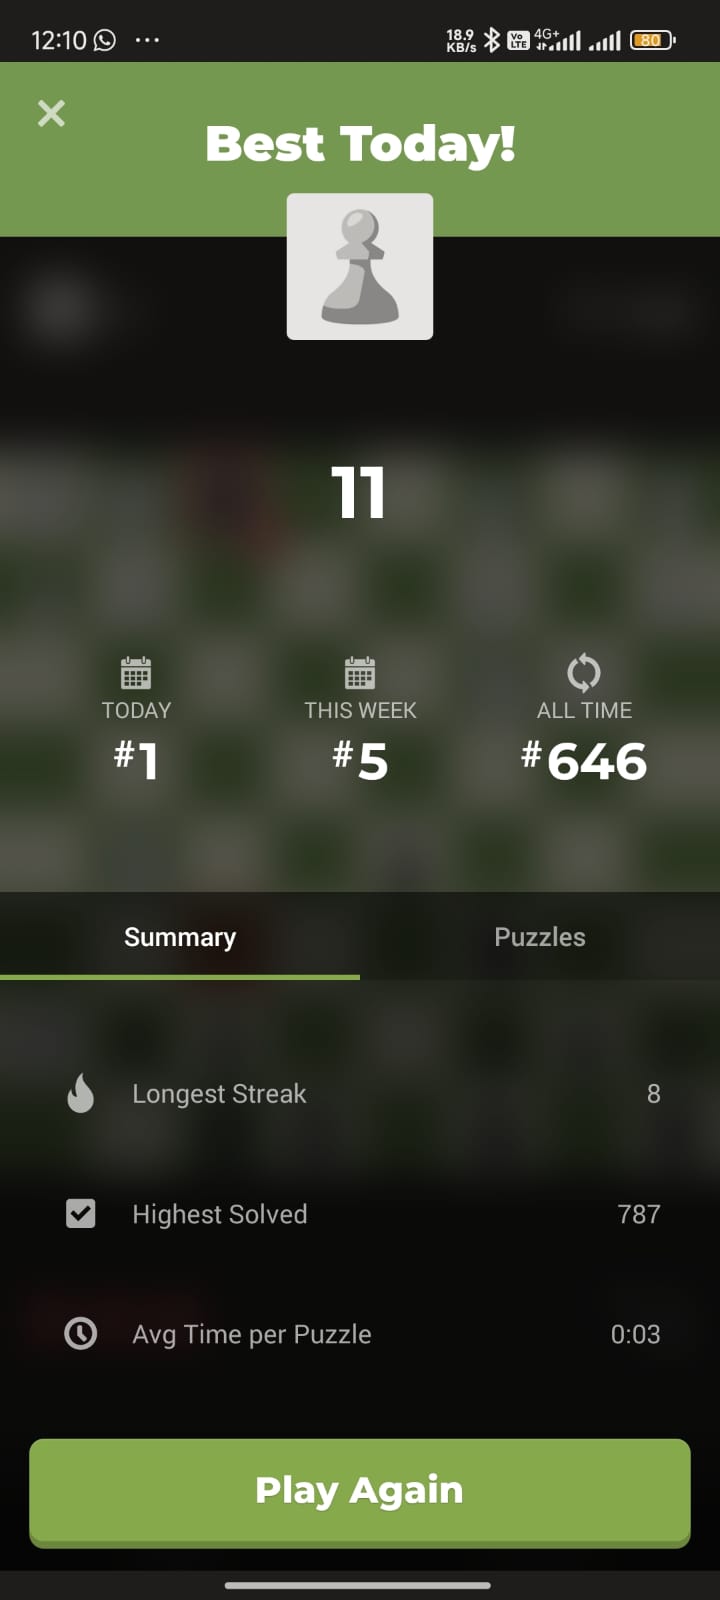 12:10 ... 18.9 KB/s Vo LTE 4G+ 80
Best Today!
11
TODAY THIS WEEK ALL TIME
#1 #5 #646
Summary Puzzles
Longest Streak 8
Highest Solved 787
Avg Time per Puzzle 0:03
Play Again